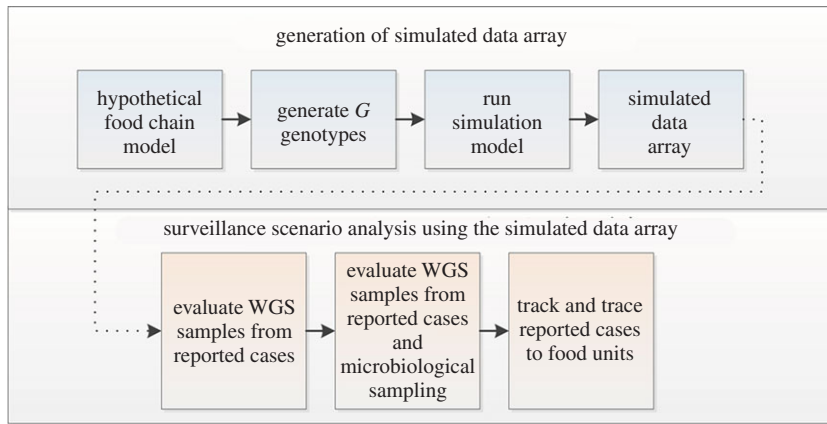 generation of simulated data array
hypothetical
food chain
model
generate G
genotypes
run
simulation
model
simulated
data
array
surveillance scenario analysis using the simulated data array
evaluate WGS
samples from
reported cases
evaluate WGS
samples from
reported cases
and
microbiological
sampling
track and trace
reported cases
to food units